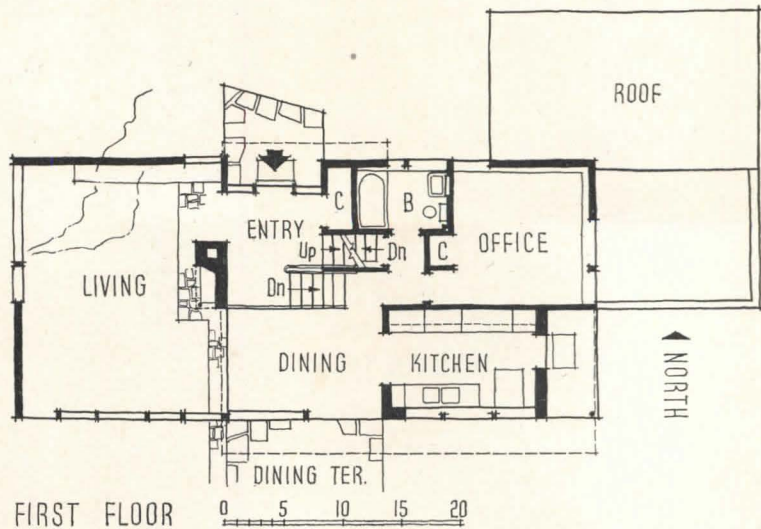 ROOF
C
B
ENTRY
Up
Dn
C
OFFICE
LIVING
Dn
DINING
KITCHEN
NORTH
DINING TER.
FIRST FLOOR
0 5 10 15 20